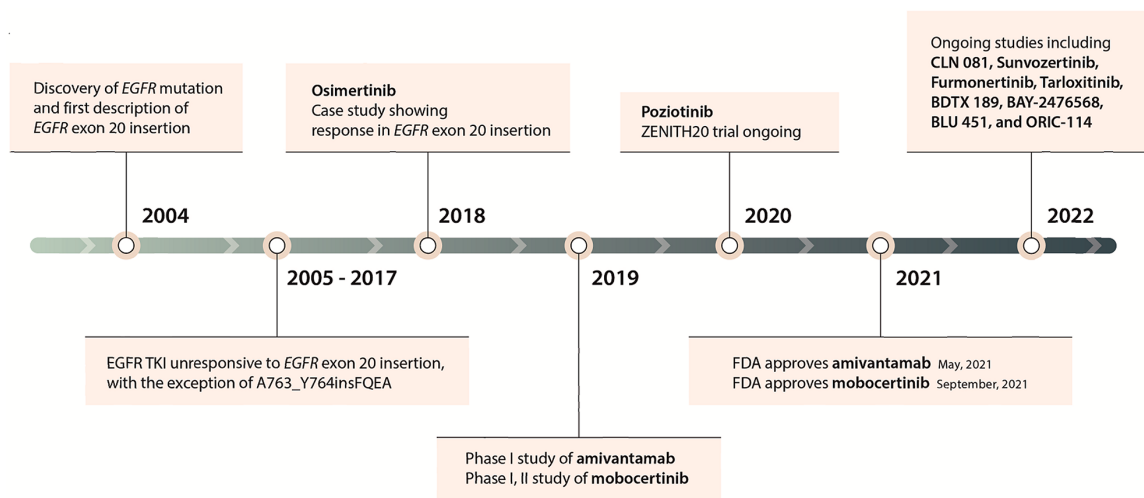 Discovery of EGFR mutation
and first description of
EGFR exon 20 insertion
2004
2005 - 2017
EGFR TKI unresponsive to EGFR exon 20 insertion,
with the exception of A763_Y764insFQEA
Osimertinib
Case study showing
response in EGFR exon 20 insertion
2018
2019
Phase I study of amivantamab
Phase I, II study of mobocertinib
Poziotinib
ZENITH20 trial ongoing
2020
2021
FDA approves amivantamab May, 2021
FDA approves mobocertinib September, 2021
Ongoing studies including
CLN 081, Sunvozertinib,
Furmonertinib, Tarloxitinib,
BDTX 189, BAY-2476568,
BLU 451, and ORIC-114
2022